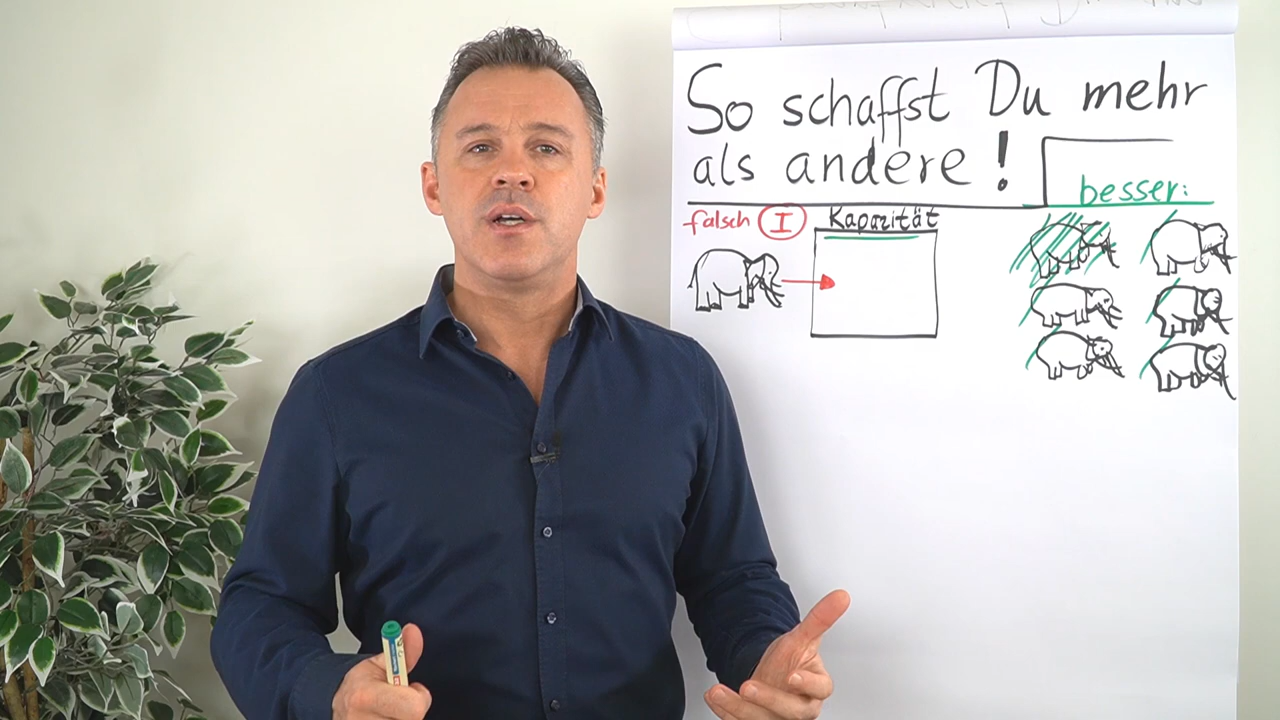 So schaffst Du mehr
als andere!
besser:
falsch I Kapazität